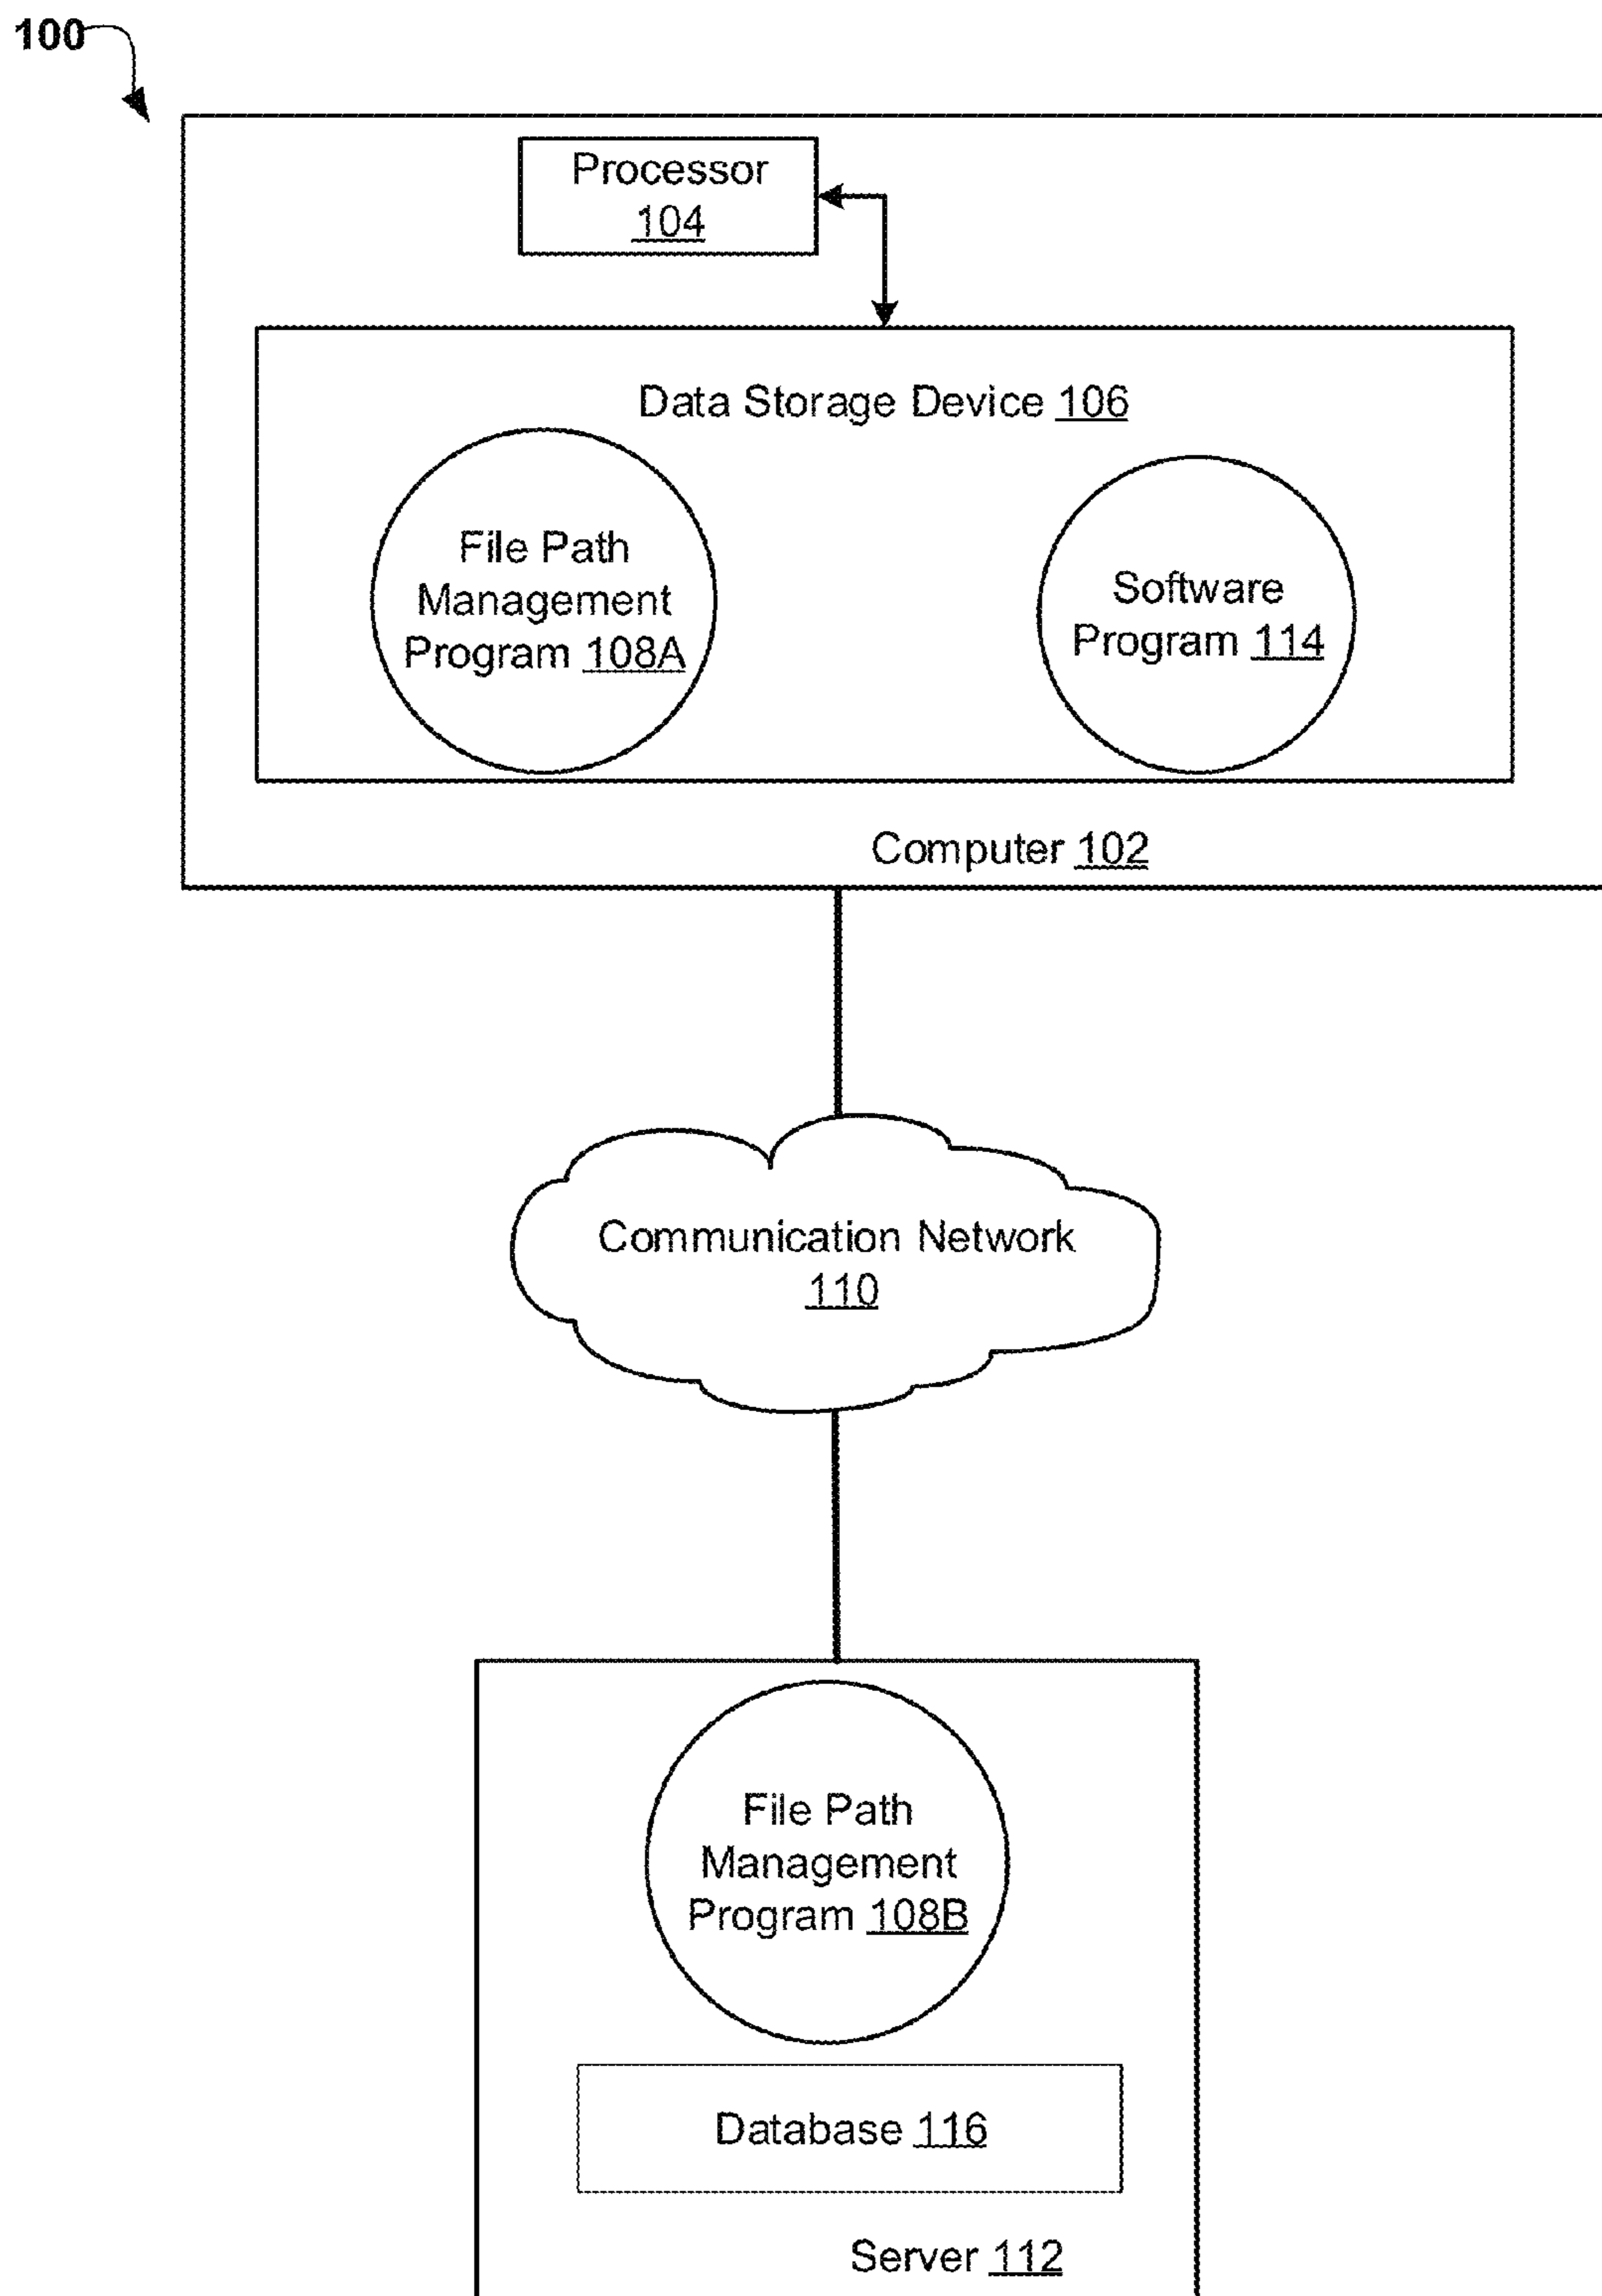 100
Processor
104
Data Storage Device 106
File Path
Management
Program 108A
Software
Program 114
Computer 102
Communication Network
110
File Path
Management
Program 108B
Database 116
Server 112